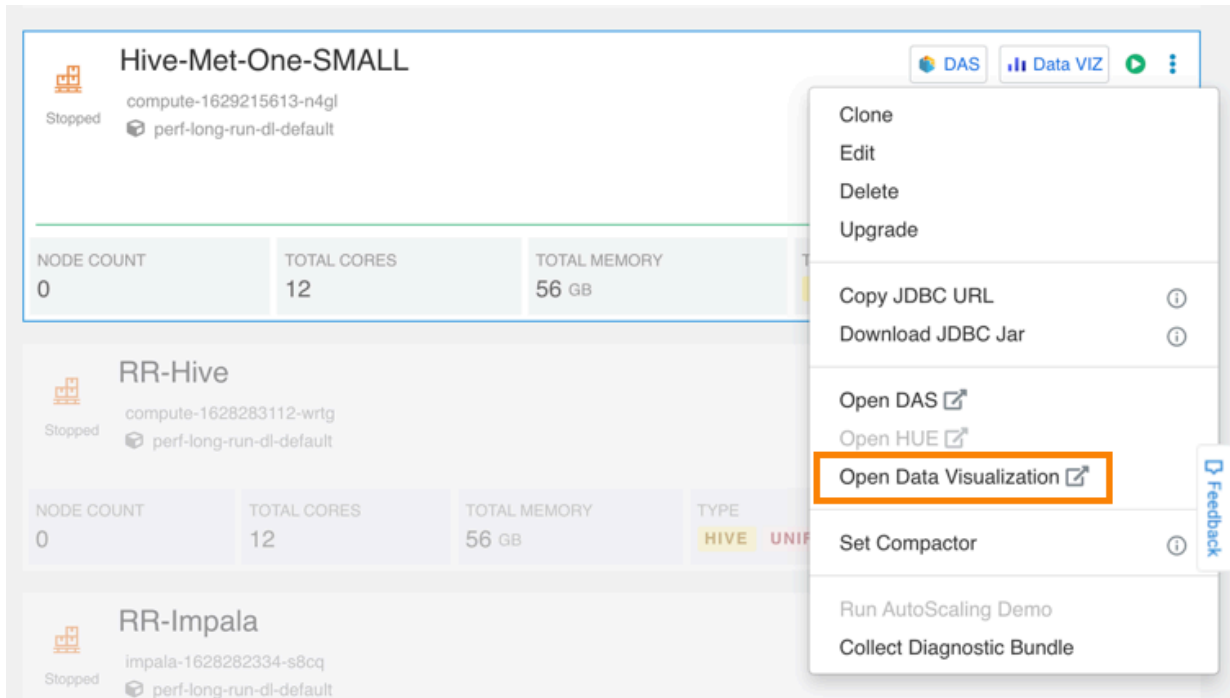 Hive-Met-One-SMALL
DAS
Data VIZ
Stopped
compute-1629215613-n4gl
perf-long-run-dl-default
NODE COUNT
0
TOTAL CORES
12
TOTAL MEMORY
56 GB
Clone
Edit
Delete
Upgrade
Copy JDBC URL
Download JDBC Jar
Open DAS
Open HUE
Open Data Visualization
Set Compactor
Run AutoScaling Demo
Collect Diagnostic Bundle
Feedback
RR-Hive
Stopped
compute-1628283112-wrtg
perf-long-run-dl-default
NODE COUNT
0
TOTAL CORES
12
TOTAL MEMORY
56 GB
TYPE
HIVE
RR-Impala
Stopped
impala-1628282334-s8cq
perf-long-run-dl-default